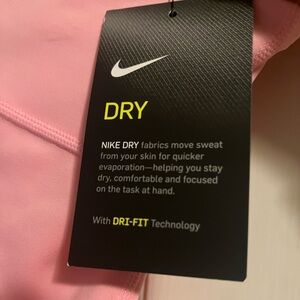 DRY
NIKE DRY fabrics move sweat
from your skin for quicker
evaporation—helping you stay
dry, comfortable and focused
on the task at hand.
With DRI-FIT Technology